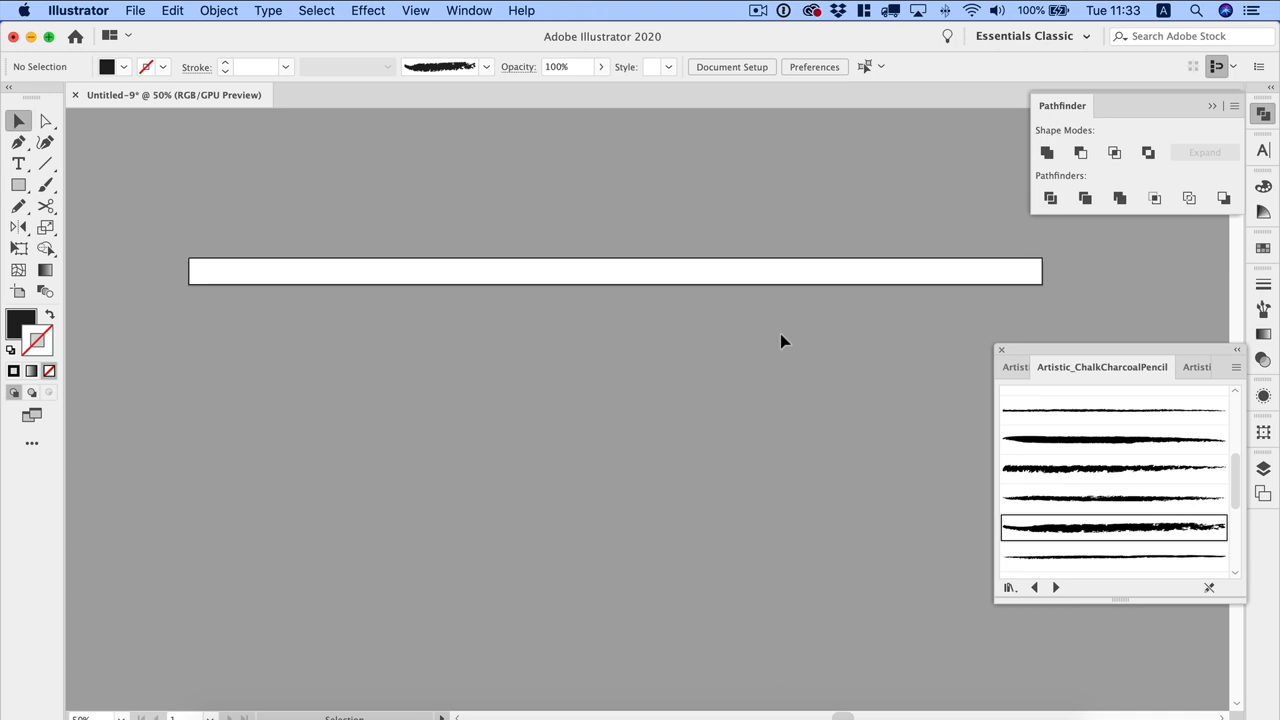 Illustrator File Edit Object Type Select Effect View Window Help 100% Tue 11:33 A
Adobe Illustrator 2020 Essentials Classic Search Adobe Stock
No Selection Stroke: Opacity: 100% Style: Document Setup Preferences
Untitled-9* @ 50% (RGB/GPU Preview)
Pathfinder
Shape Modes:
Expand
Pathfinders:
Artist Artistic_ChalkCharcoalPencil Artisti
50% 1 Selection